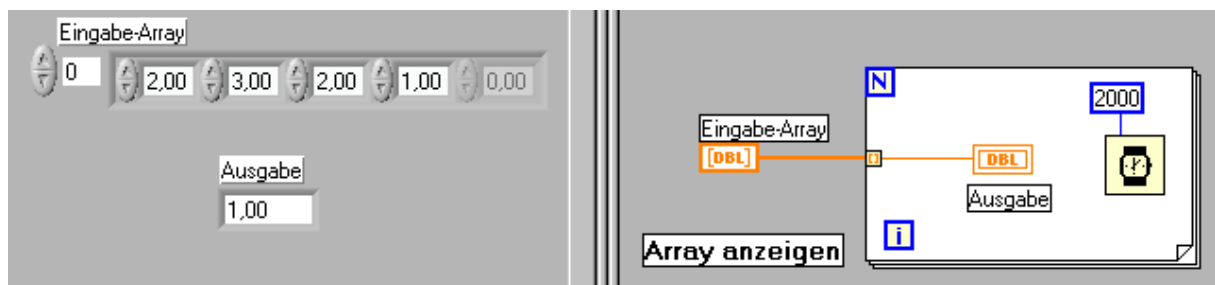 Eingabe-Array
0 2,00 3,00 2,00 1,00 0,00
Ausgabe
1,00
N
2000
Eingabe-Array
[DBL]
DBL
Ausgabe
i
Array anzeigen